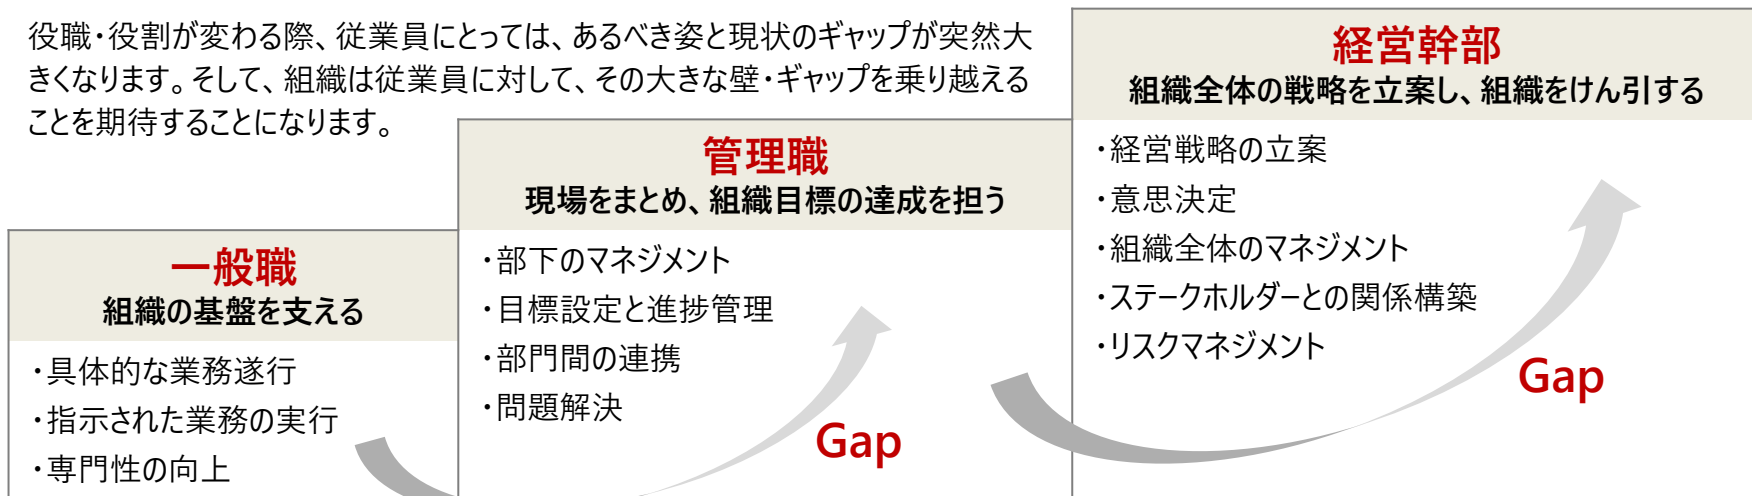 役職・役割が変わる際、従業員にとっては、あるべき姿と現状のギャップが突然大
きくなります。そして、組織は従業員に対して、その大きな壁・ギャップを乗り越える
ことを期待することになります。
一般職
組織の基盤を支える
・具体的な業務遂行
・指示された業務の実行
・専門性の向上
管理職
現場をまとめ、組織目標の達成を担う
・部下のマネジメント
・目標設定と進捗管理
・部門間の連携
・問題解決
Gap
経営幹部
組織全体の戦略を立案し、組織をけん引する
・経営戦略の立案
・意思決定
・組織全体のマネジメント
・ステークホルダーとの関係構築
・リスクマネジメント
Gap